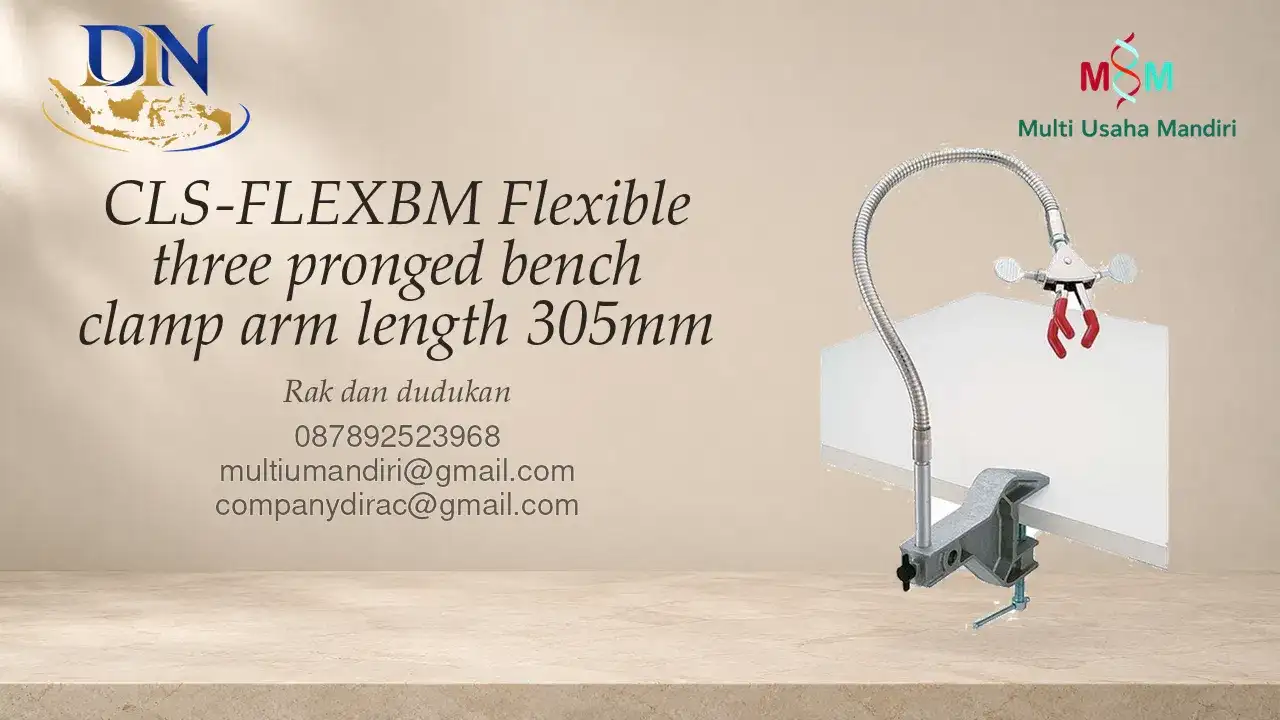 DIN
MSM
Multi Usaha Mandiri
CLS-FLEXBM Flexible
three pronged bench
clamp arm length 305mm
Rak dan dudukan
087892523968
multiumandiri@gmail.com
companydirac@gmail.com